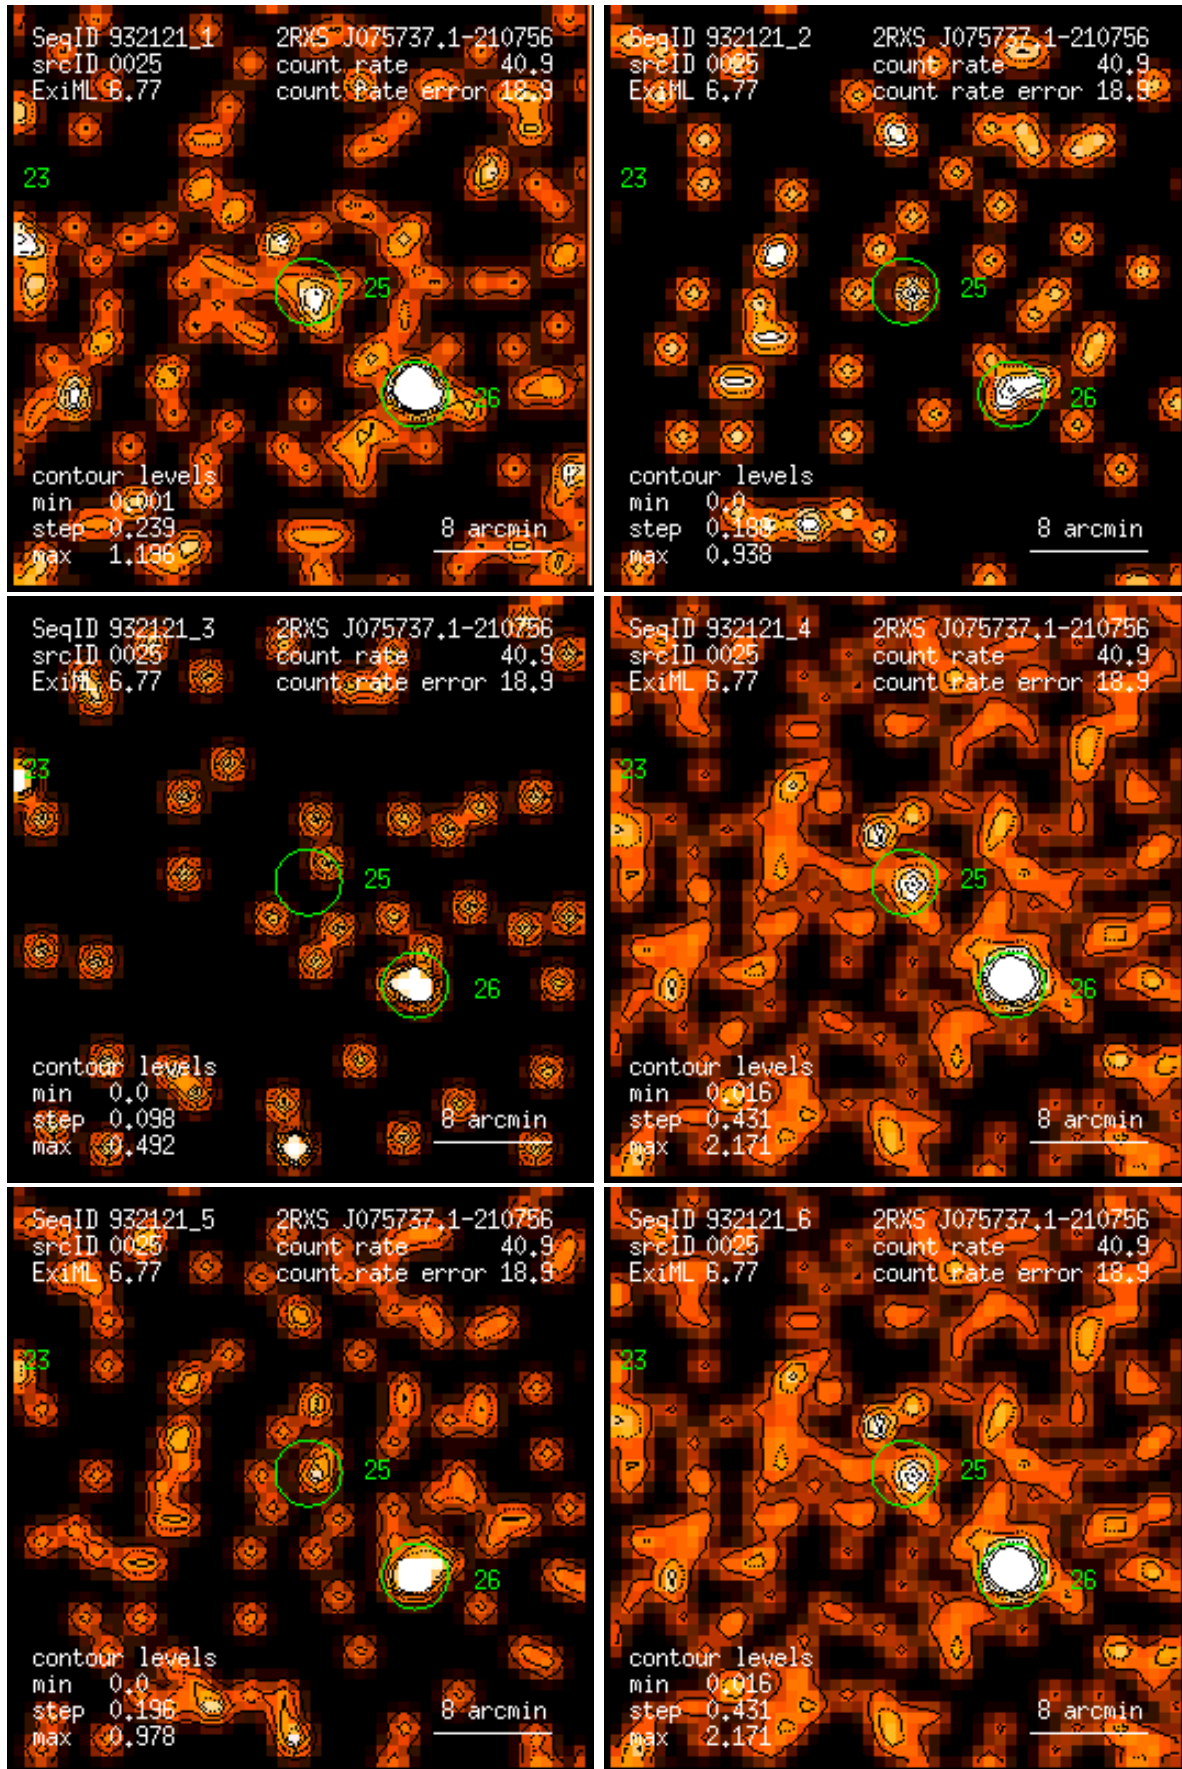 SeqID 932121_1 2RXS J075737.1-210756
srcID 0025 count rate 40.9
ExiML 6.77 count rate error 18.9
23
25
26
contour levels
min 0.001
step 0.239
max 1.196
8 arcmin
SeqID 932121_2 2RXS J075737.1-210756
srcID 0025 count rate 40.9
ExiML 6.77 count rate error 18.9
23
25
26
contour levels
min 0.0
step 0.188
max 0.938
8 arcmin
SeqID 932121_3 2RXS J075737.1-210756
srcID 0025 count rate 40.9
ExiML 6.77 count rate error 18.9
23
25
26
contour levels
min 0.0
step 0.098
max 0.492
8 arcmin
SeqID 932121_4 2RXS J075737.1-210756
srcID 0025 count rate 40.9
ExiML 6.77 count rate error 18.9
23
25
26
contour levels
min 0.016
step 0.431
max 2.171
8 arcmin
SeqID 932121_5 2RXS J075737.1-210756
srcID 0025 count rate 40.9
ExiML 6.77 count rate error 18.9
23
25
26
contour levels
min 0.0
step 0.196
max 0.978
8 arcmin
SeqID 932121_6 2RXS J075737.1-210756
srcID 0025 count rate 40.9
ExiML 6.77 count rate error 18.9
23
25
26
contour levels
min 0.016
step 0.431
max 2.171
8 arcmin